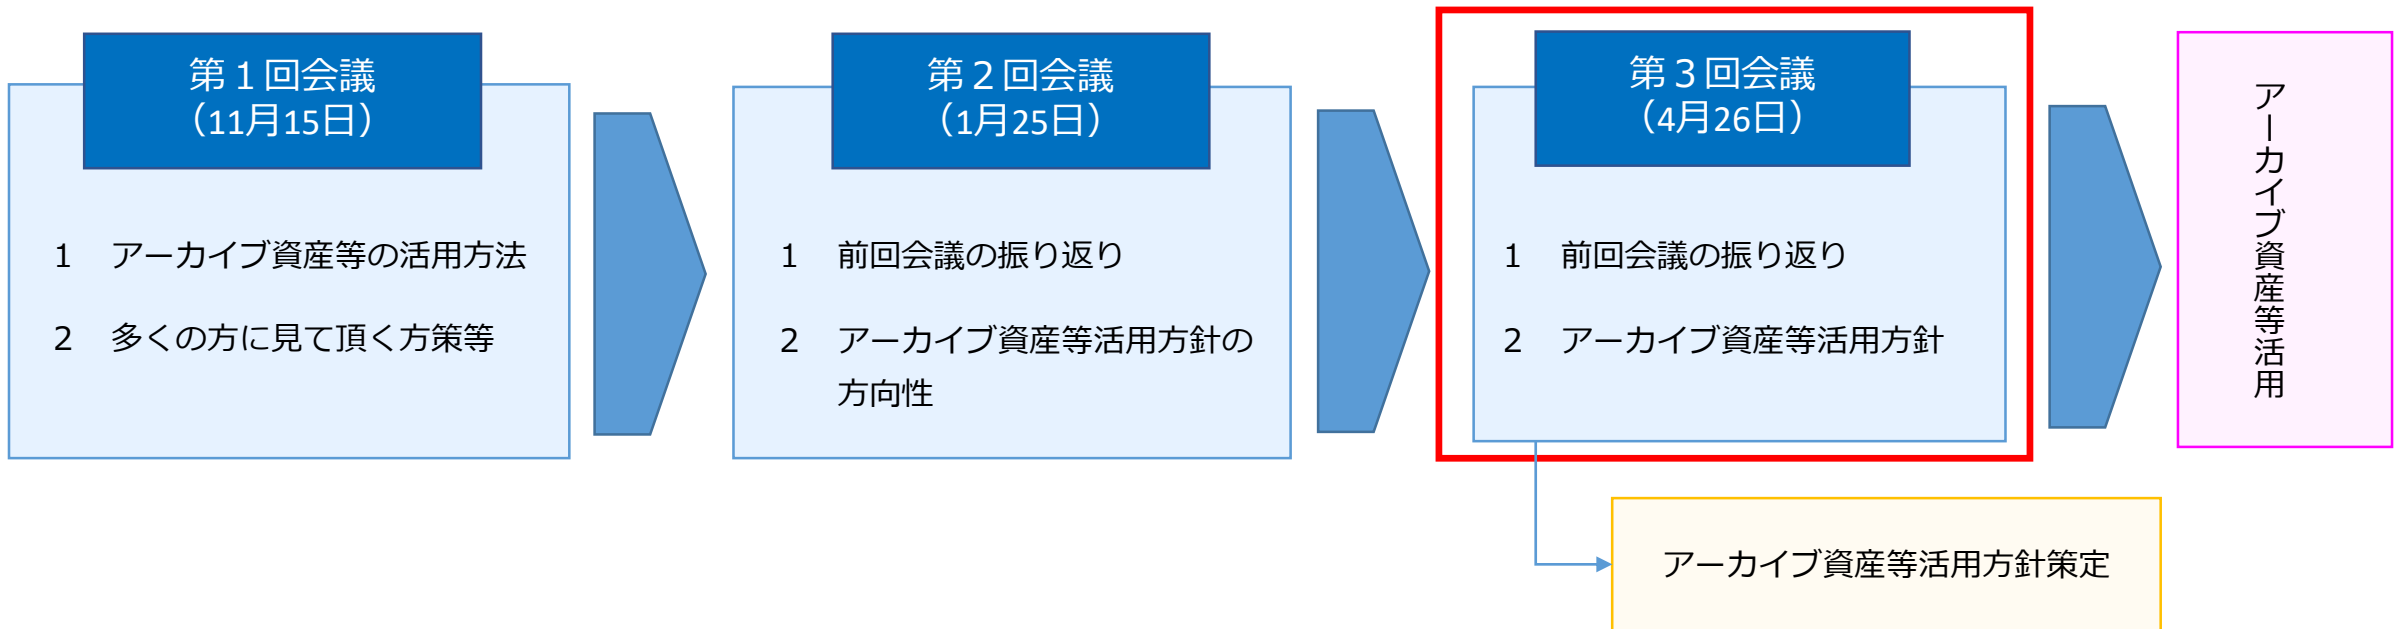 第１回会議
（11月15日）
1 アーカイブ資産等の活用方法
2 多くの方に見て頂く方策等
第２回会議
（1月25日）
1 前回会議の振り返り
2 アーカイブ資産等活用方針の
方向性
第３回会議
（4月26日）
1 前回会議の振り返り
2 アーカイブ資産等活用方針
アーカイブ資産等活用
アーカイブ資産等活用方針策定